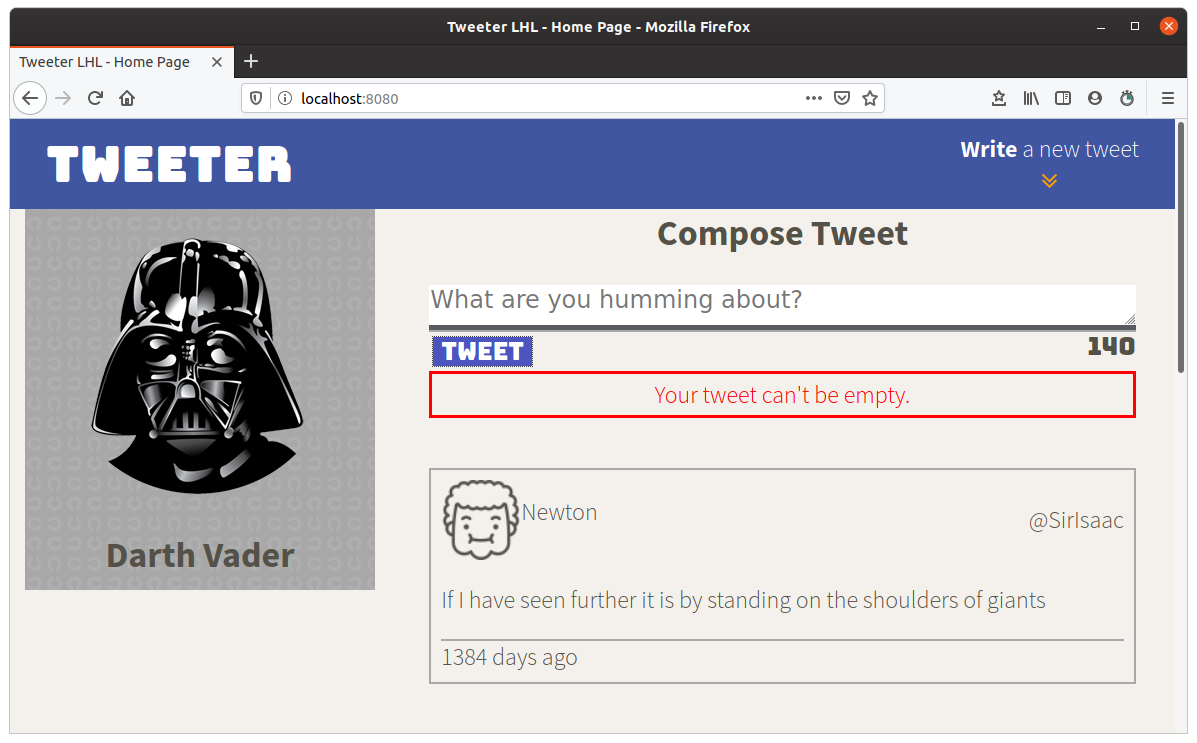 Tweeter LHL - Home Page - Mozilla Firefox
Tweeter LHL - Home Page
localhost:8080
TWEETER
Write a new tweet
Compose Tweet
What are you humming about?
TWEET
140
Your tweet can't be empty.
Darth Vader
Newton
@SirIsaac
If I have seen further it is by standing on the shoulders of giants
1384 days ago